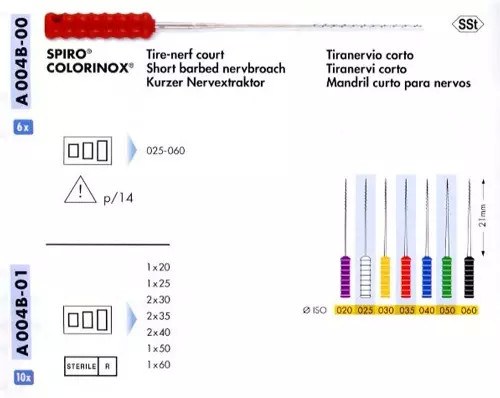 A 004B-00
6x
SSt
SPIRO®
COLORINOX®
Tire-nerf court
Short barbed nervbroach
Kurzer Nervextraktor
Tiranervio corto
Tiranervi corto
Mandril curto para nervos
025-060
p/14
21mm
Ø ISO 020 025 030 035 040 050 060
A 004B-01
10x
1x20
1x25
2x30
2x35
2x40
1x50
1x60
STERILE R